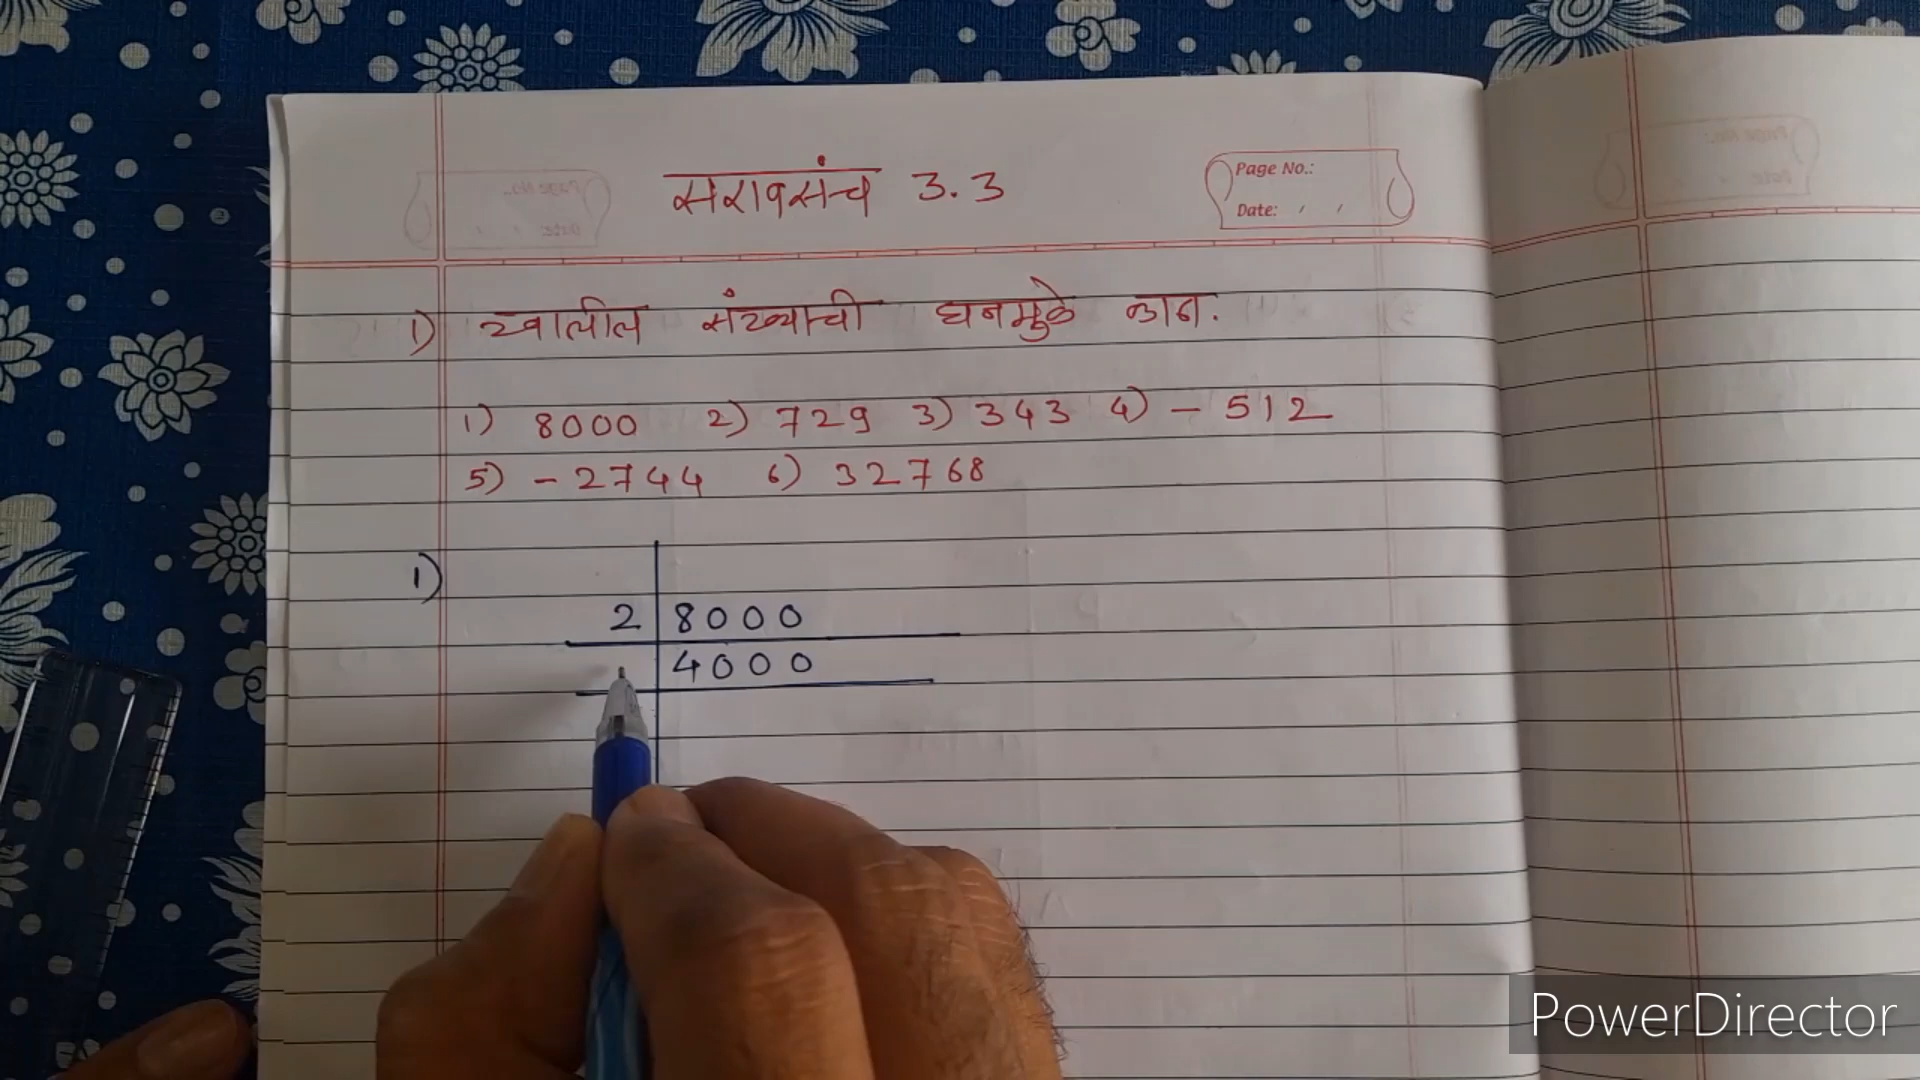 सरावसंच 3.3
Page No.:
Date: / /
1) खालील संख्यांची घनमुळे काढा.
1) 8000 2) 729 3) 343 4) - 512
5) - 2744 6) 32768
1)
2 8000
4000
PowerDirector